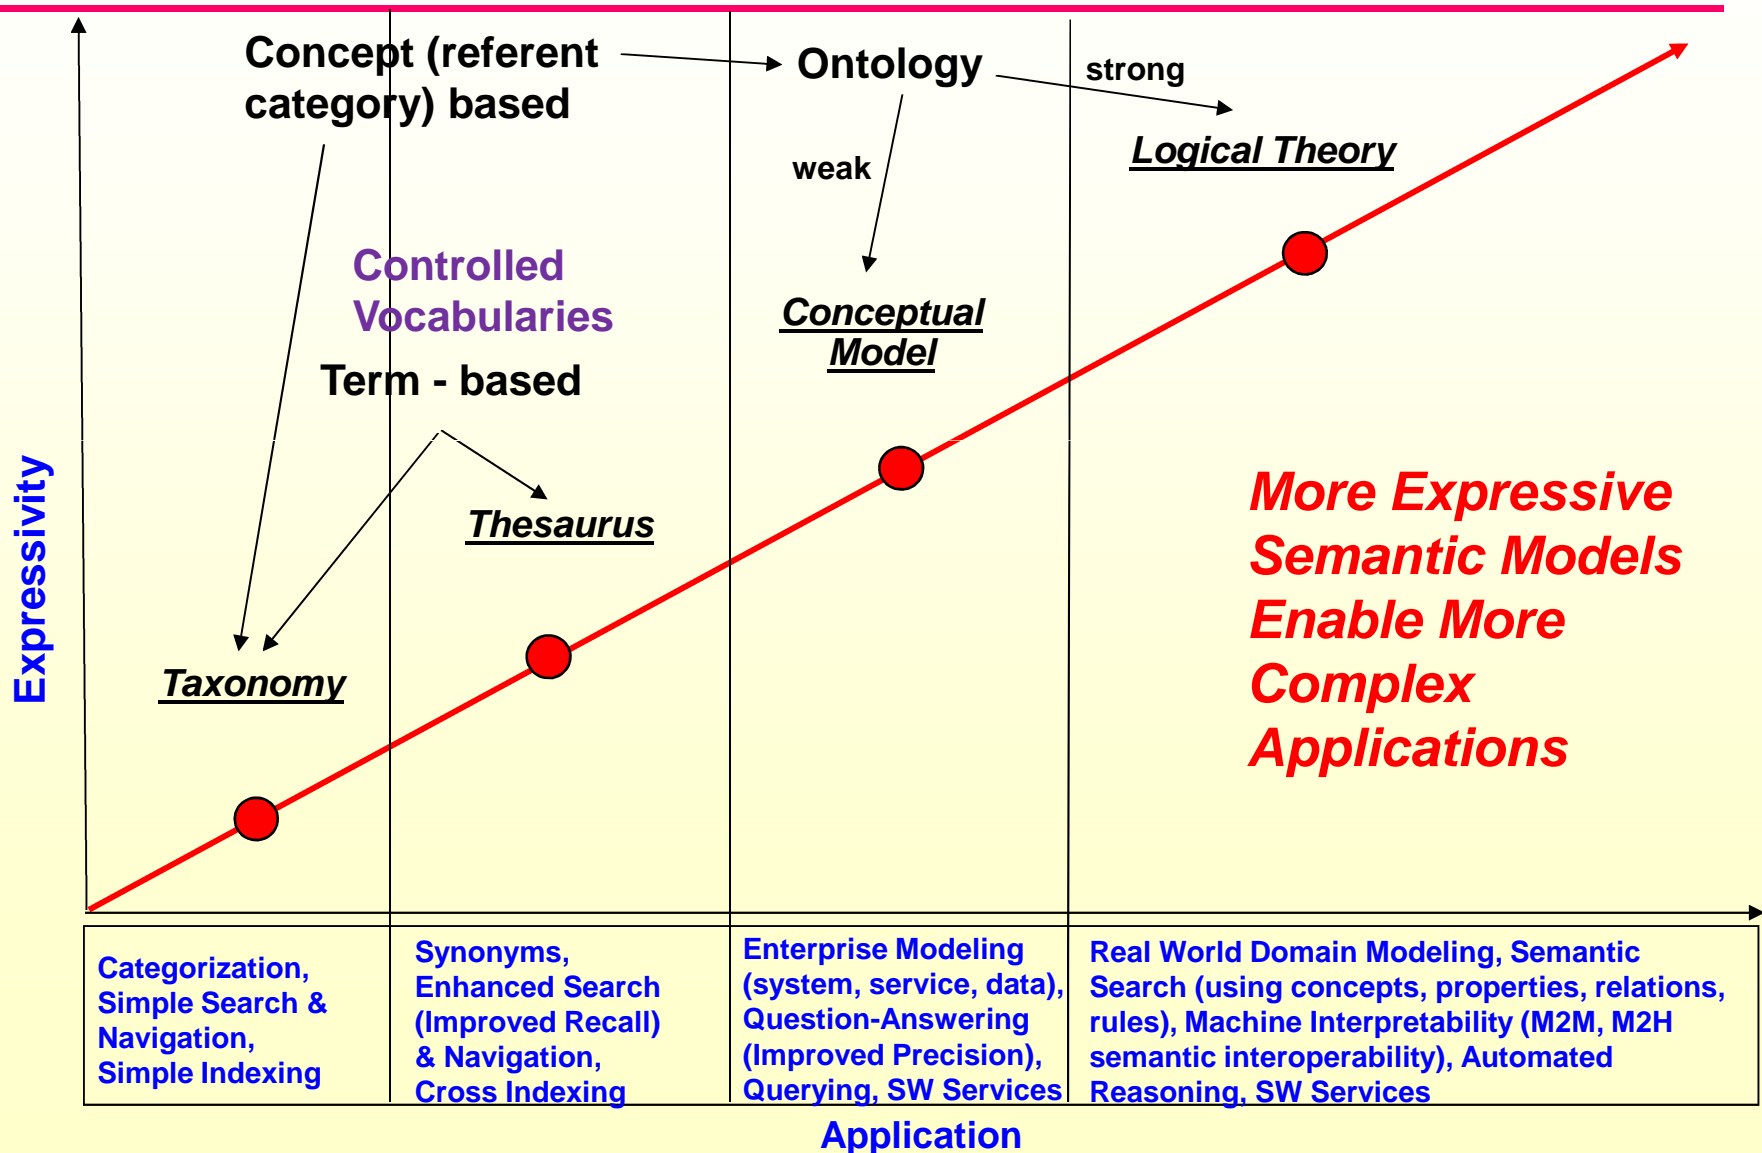 Concept (referent
category) based
Ontology
strong
Logical Theory
weak
Controlled
Vocabularies
Term - based
Conceptual
Model
Thesaurus
Taxonomy
Expressivity
More Expressive
Semantic Models
Enable More
Complex
Applications
Categorization,
Simple Search &
Navigation,
Simple Indexing
Synonyms,
Enhanced Search
(Improved Recall)
& Navigation,
Cross Indexing
Enterprise Modeling
(system, service, data),
Question-Answering
(Improved Precision),
Querying, SW Services
Real World Domain Modeling, Semantic
Search (using concepts, properties, relations,
rules), Machine Interpretability (M2M, M2H
semantic interoperability), Automated
Reasoning, SW Services
Application